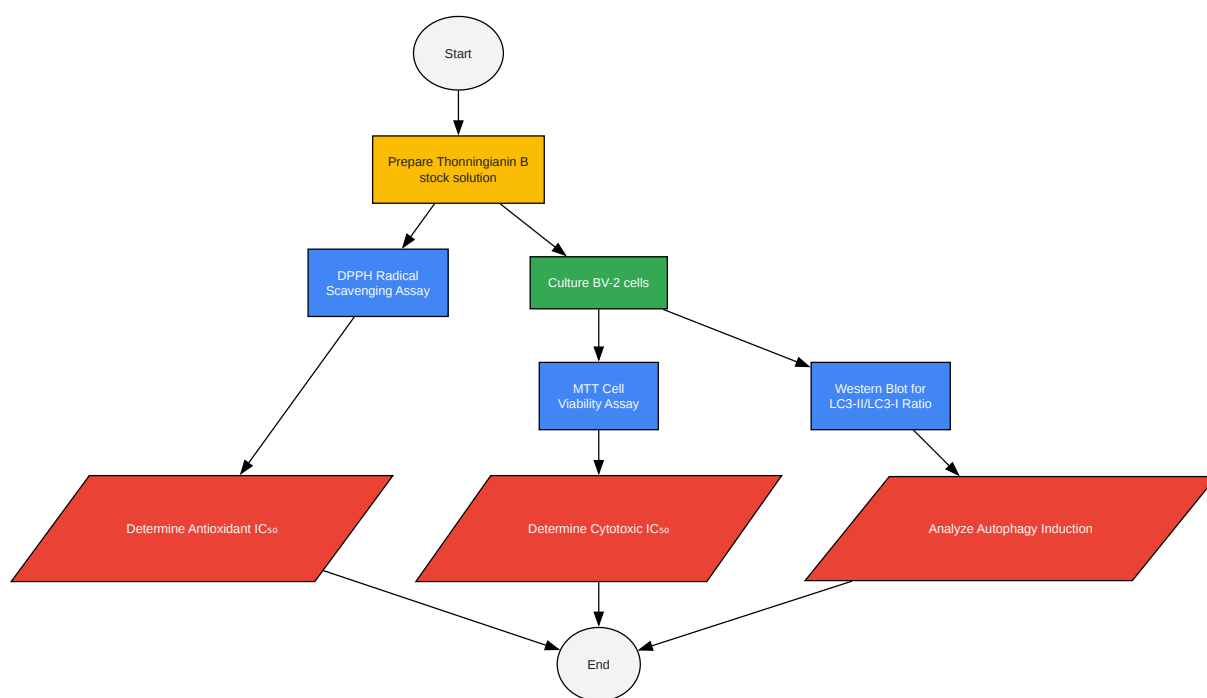 Start
Prepare Thonningianin B
stock solution
DPPH Radical
Scavenging Assay
Culture BV-2 cells
MTT Cell
Viability Assay
Western Blot for
LC3-II/LC3-I Ratio
Determine Antioxidant IC₅₀
Determine Cytotoxic IC₅₀
Analyze Autophagy Induction
End